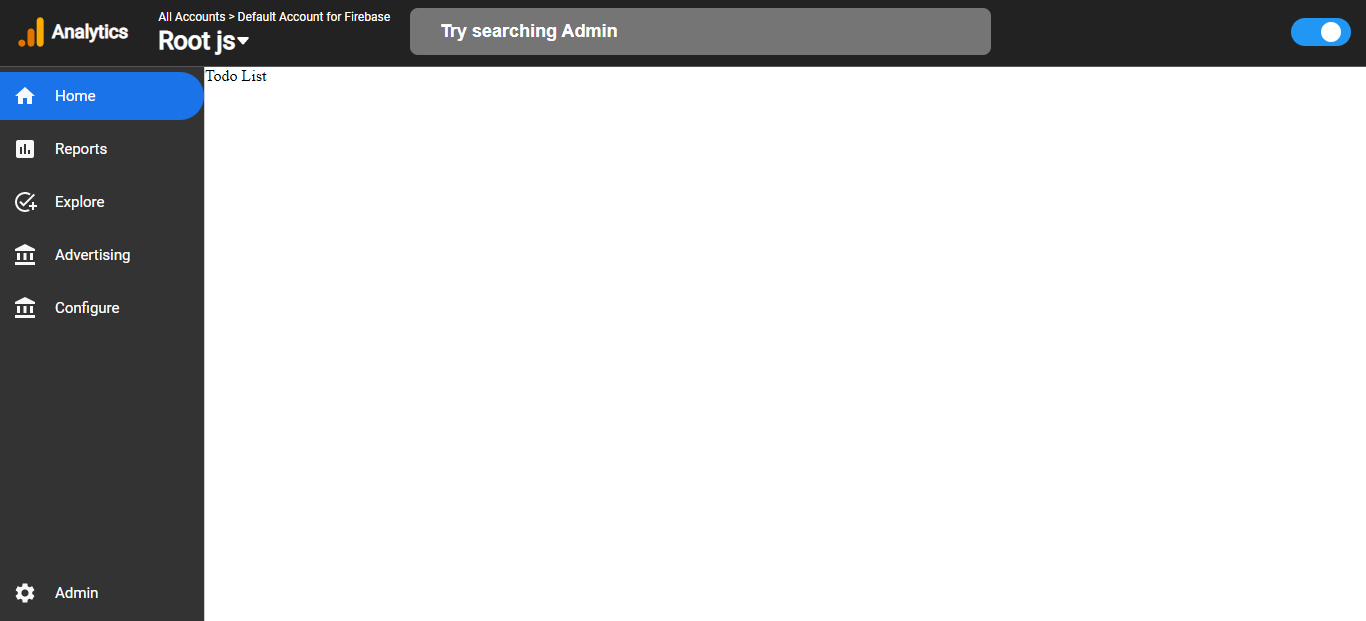 Analytics
All Accounts > Default Account for Firebase
Root js
Try searching Admin
Home
Reports
Explore
Advertising
Configure
Admin
Todo List